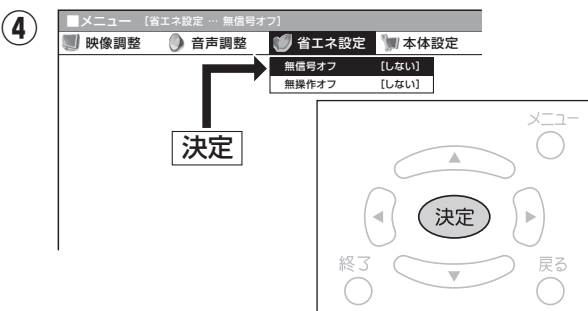 ④
■メニュー [省エネ設定 … 無信号オフ]
映像調整 音声調整 省エネ設定 本体設定
無信号オフ [しない]
無操作オフ [しない]
決定
メニュー
▲
◀ 決定 ▶
▼
終了 戻る